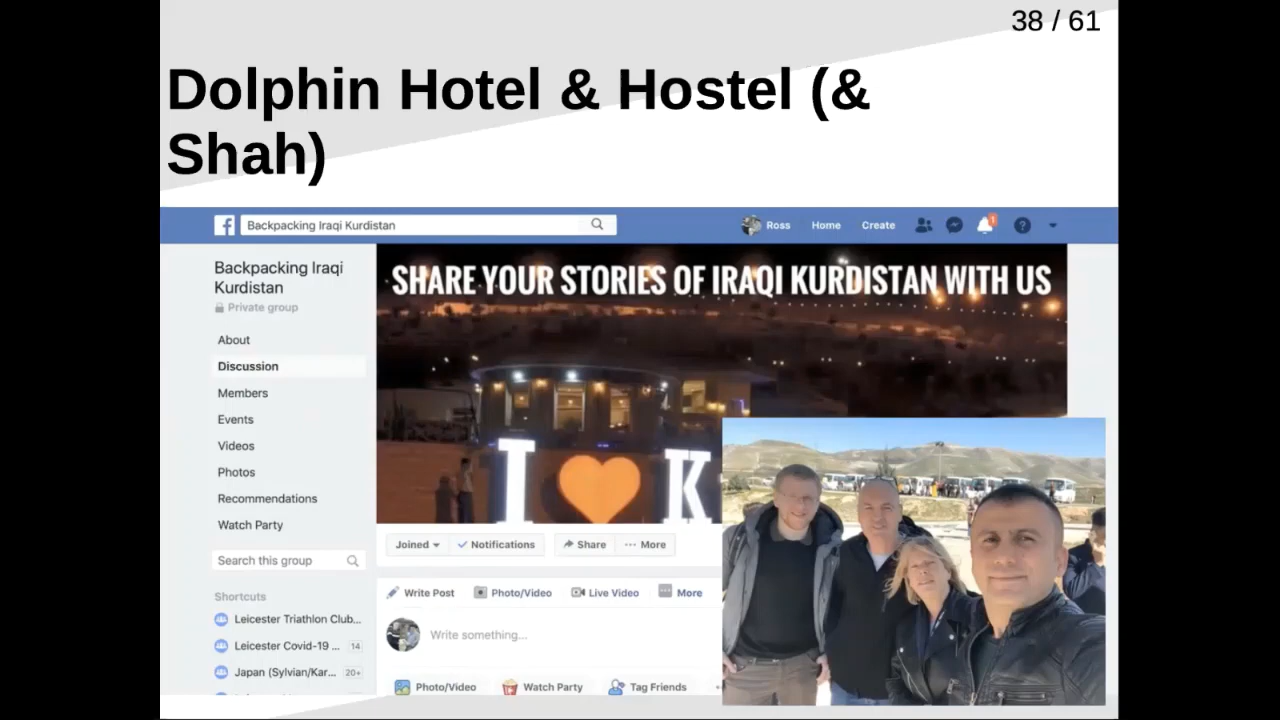 38 / 61
Dolphin Hotel & Hostel (&
Shah)
Backpacking Iraqi Kurdistan
Ross
Home
Create
1
?
Backpacking Iraqi
Kurdistan
Private group
About
Discussion
Members
Events
Videos
Photos
Recommendations
Watch Party
Search this group
Shortcuts
Leicester Triathlon Club...
Leicester Covid-19 ... 14
Japan (Sylvian/Kar... 20+
SHARE YOUR STORIES OF IRAQI KURDISTAN WITH US
I K
Joined
Notifications
Share
More
Write Post
Photo/Video
Live Video
More
Write something...
Photo/Video
Watch Party
Tag Friends